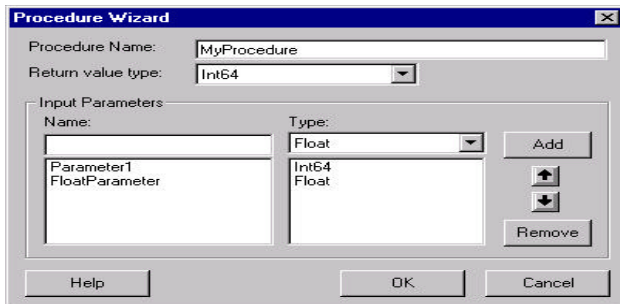 Procedure Wizard
Procedure Name: MyProcedure
Return value type: Int64
Input Parameters
Name: Type:
Float Add
Parameter1 Int64
FloatParameter Float
Remove
Help OK Cancel